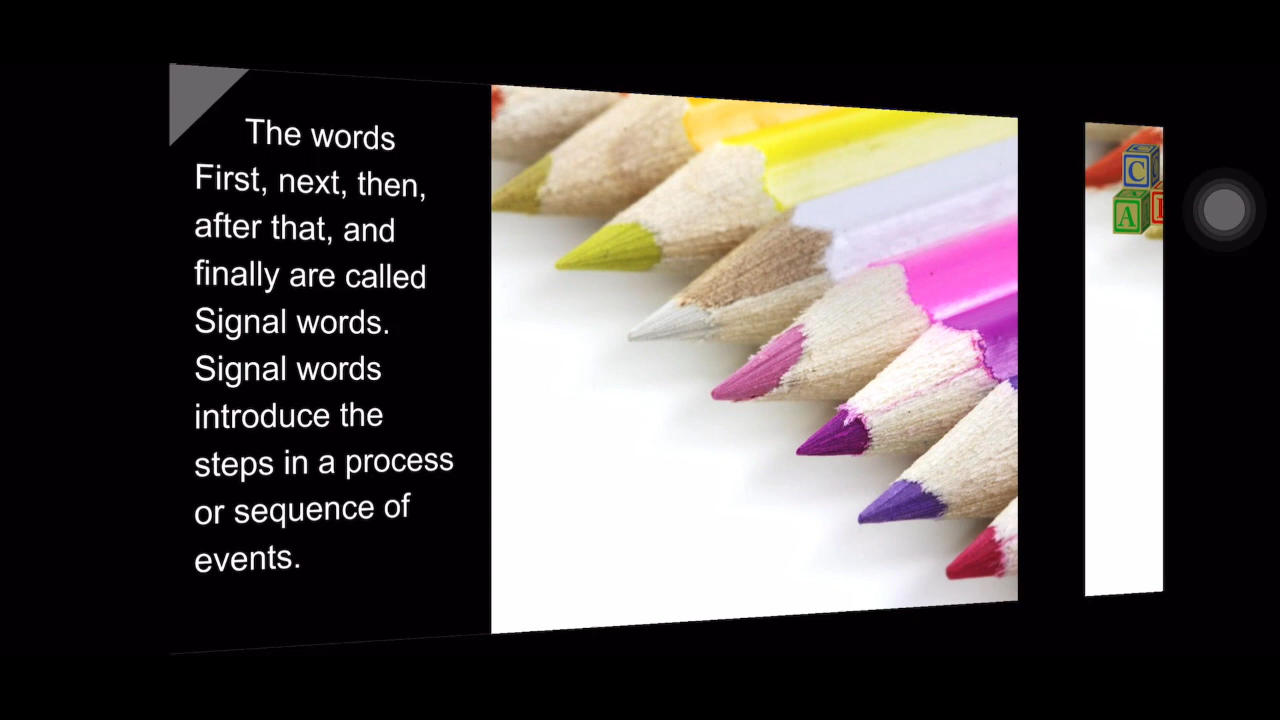 The words
First, next, then,
after that, and
finally are called
Signal words.
Signal words
introduce the
steps in a process
or sequence of
events.
C
A